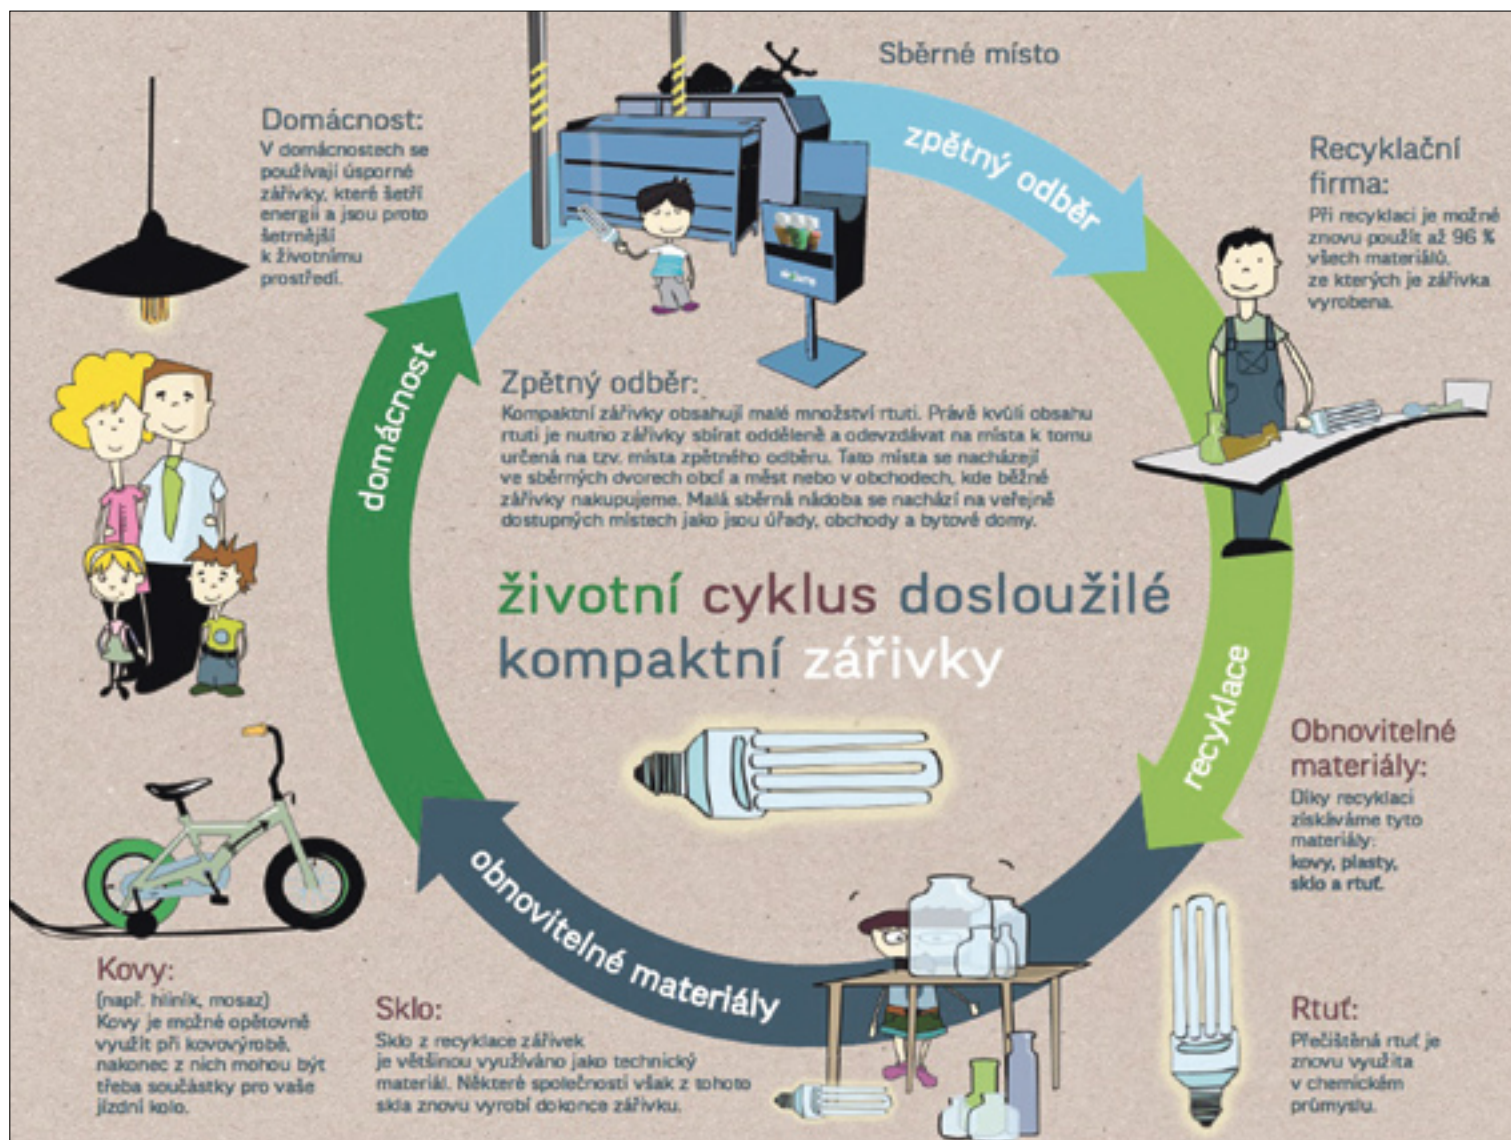 Sběrné místo
zpětný odběr
Domácnost:
V domácnostech se
používají úsporné
zářivky, které šetří
energii a jsou proto
šetrnější
k životnímu
prostředí.
Recyklační
firma:
Při recyklaci je možné
znovu použít až 96 %
všech materiálů,
ze kterých je zářivka
vyrobena.
domácnost
Zpětný odběr:
Kompaktní zářivky obsahují malé množství rtuti. Právě kvůli obsahu
rtuti je nutno zářivky sbírat odděleně a odevzdávat na místa k tomu
určená na tzv. místa zpětného odběru. Tato místa se nacházejí
ve sběrných dvorech obcí a měst nebo v obchodech, kde běžné
zářivky nakupujeme. Malá sběrná nádoba se nachází na veřejně
dostupných místech jako jsou úřady, obchody a bytové domy.
životní cyklus dosloužilé
kompaktní zářivky
recyklace
Obnovitelné
materiály:
Díky recyklaci
získáváme tyto
materiály:
kovy, plasty,
sklo a rtuť.
obnovitelné materiály
Kovy:
(např. hliník, mosaz)
Kovy je možné opětovně
využít při kovovýrobě,
nakonec z nich mohou být
třeba součástky pro vaše
jízdní kolo.
Sklo:
Sklo z recyklace zářivek
je většinou využíváno jako technický
materiál. Některé společnosti však z tohoto
skla znovu vyrobí dokonce zářivku.
Rtuť:
Přečištěná rtuť je
znovu využita
v chemickém
průmyslu.